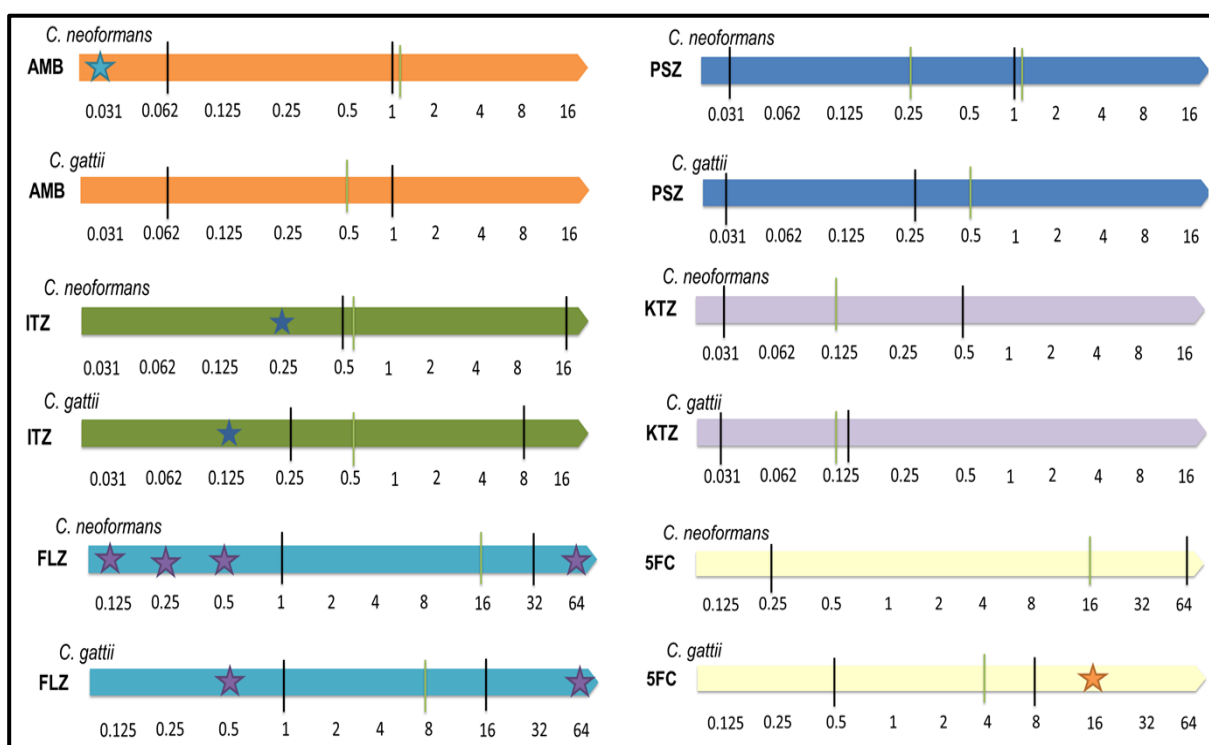 C. neoformans
AMB
0.031 0.062 0.125 0.25 0.5 1 2 4 8 16
C. gattii
AMB
0.031 0.062 0.125 0.25 0.5 1 2 4 8 16
C. neoformans
ITZ
0.031 0.062 0.125 0.25 0.5 1 2 4 8 16
C. gattii
ITZ
0.031 0.062 0.125 0.25 0.5 1 2 4 8 16
C. neoformans
FLZ
0.125 0.25 0.5 1 2 4 8 16 32 64
C. gattii
FLZ
0.125 0.25 0.5 1 2 4 8 16 32 64
C. neoformans
PSZ
0.031 0.062 0.125 0.25 0.5 1 2 4 8 16
C. gattii
PSZ
0.031 0.062 0.125 0.25 0.5 1 2 4 8 16
C. neoformans
KTZ
0.031 0.062 0.125 0.25 0.5 1 2 4 8 16
C. gattii
KTZ
0.031 0.062 0.125 0.25 0.5 1 2 4 8 16
C. neoformans
5FC
0.125 0.25 0.5 1 2 4 8 16 32 64
C. gattii
5FC
0.125 0.25 0.5 1 2 4 8 16 32 64